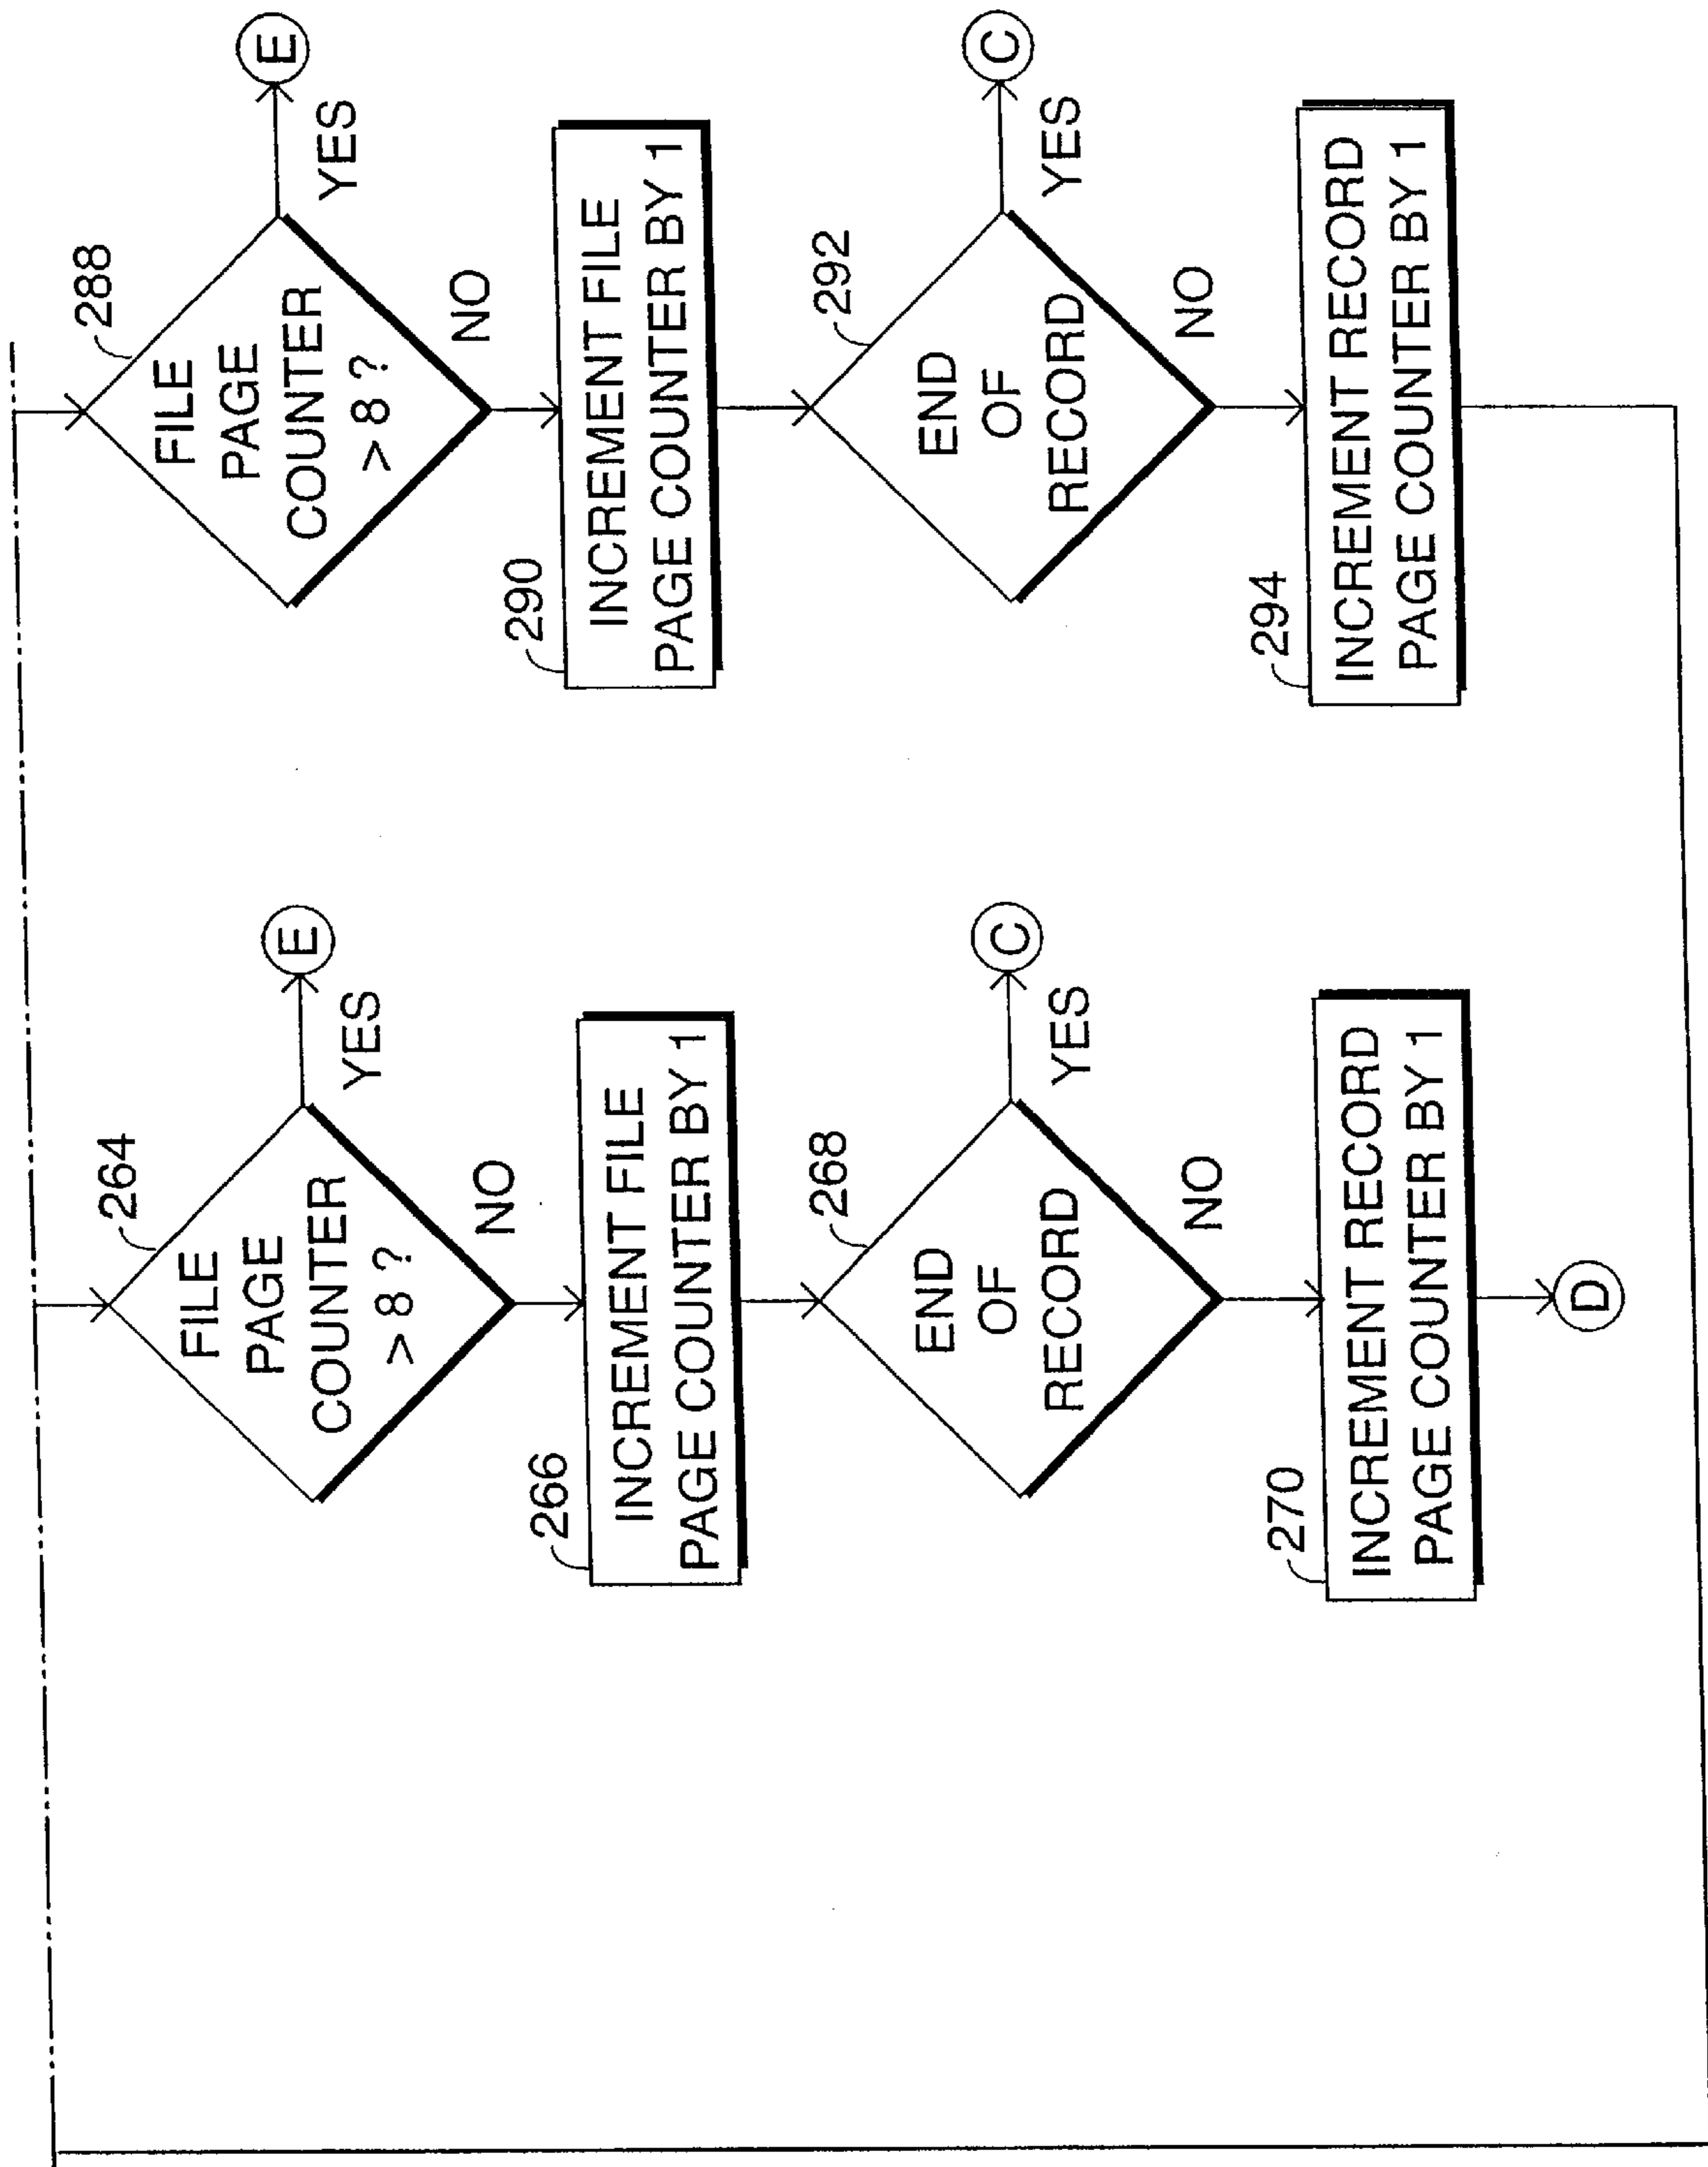 264
FILE
PAGE
COUNTER
> 8 ?
YES
E
NO
266
INCREMENT FILE
PAGE COUNTER BY 1
268
END
OF
RECORD
YES
C
NO
270
INCREMENT RECORD
PAGE COUNTER BY 1
D
288
FILE
PAGE
COUNTER
> 8 ?
YES
E
NO
290
INCREMENT FILE
PAGE COUNTER BY 1
292
END
OF
RECORD
YES
C
NO
294
INCREMENT RECORD
PAGE COUNTER BY 1